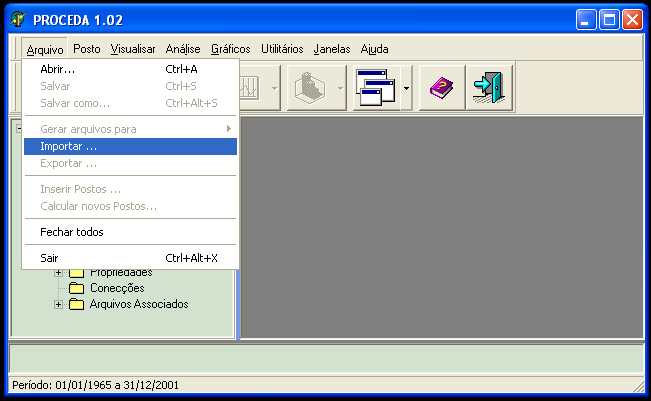 PROCEDA 1.02
Arquivo Posto Visualisar Análise Gráficos Utilitários Janelas Ajuda
Abrir... Ctrl+A
Salvar Ctrl+S
Salvar como... Ctrl+Alt+S
Gerar arquivos para
Importar ...
Exportar ...
Inserir Postos ...
Calcular novos Postos...
Fechar todos
Sair Ctrl+Alt+X
Propriedades
Conecções
Arquivos Associados
Período: 01/01/1965 a 31/12/2001